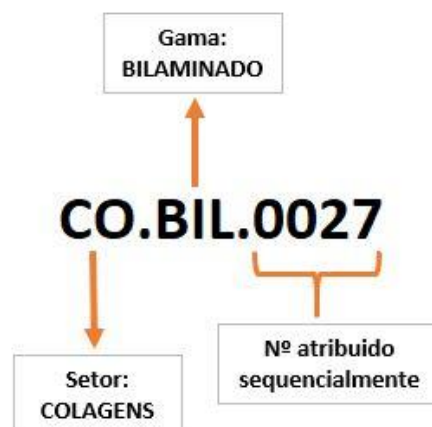 Gama:
BILAMINADO
CO.BIL.0027
Setor:
COLAGENS
Nº atribuido
sequencialmente